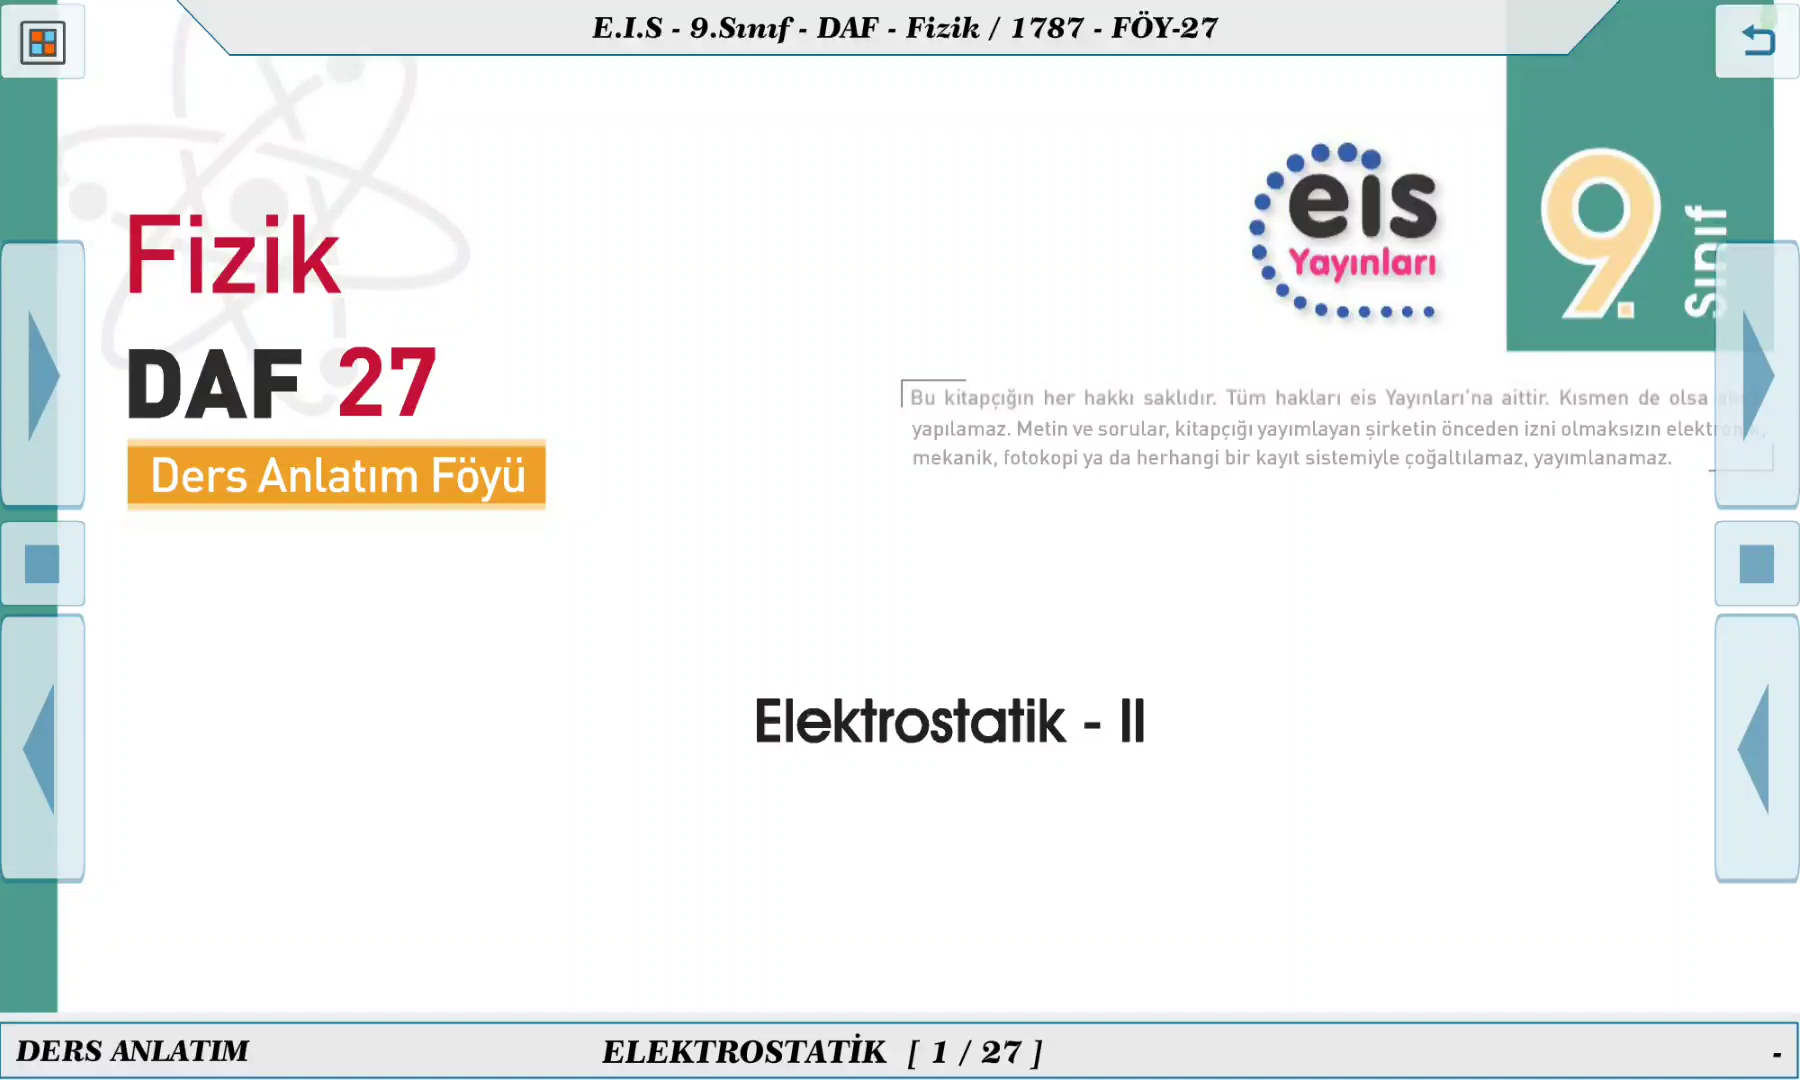 E.I.S - 9.Sınıf - DAF - Fizik / 1787 - FÖY-27
eis
Yayınları
9.
Sınıf
Fizik
DAF 27
Ders Anlatım Föyü
Bu kitapçığın her hakkı saklıdır. Tüm hakları eis Yayınları'na aittir. Kısmen de olsa
yapılamaz. Metin ve sorular, kitapçığı yayımlayan şirketin önceden izni olmaksızın elektronik,
mekanik, fotokopi ya da herhangi bir kayıt sistemiyle çoğaltılamaz, yayımlanamaz.
Elektrostatik - II
DERS ANLATIM
ELEKTROSTATİK [ 1 / 27 ]
-